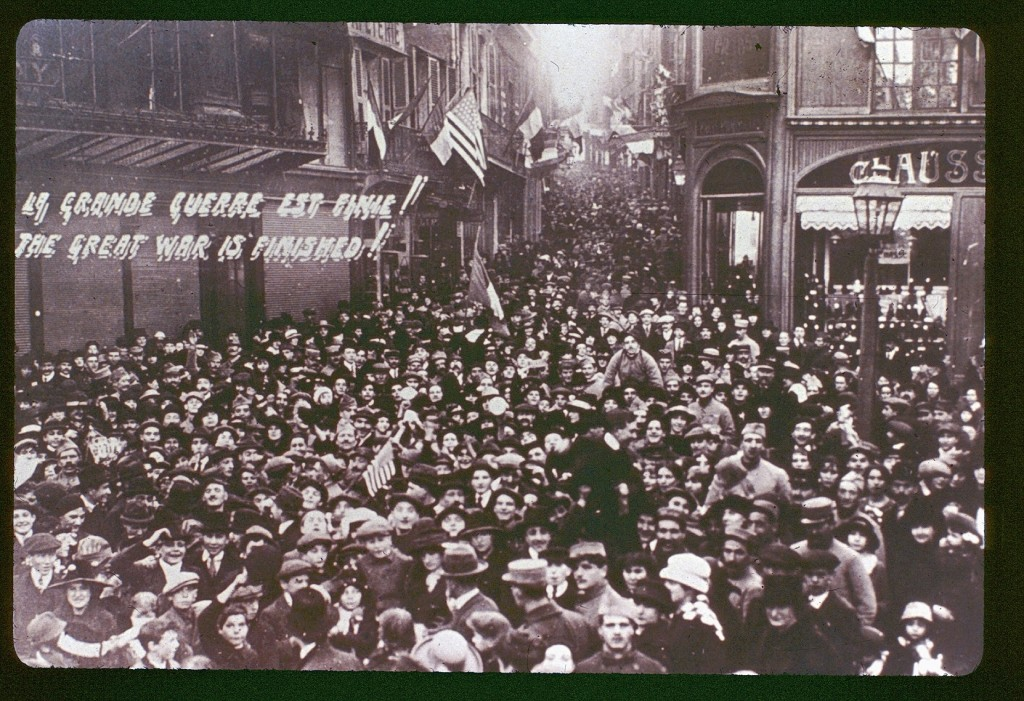 LA GRANDE GUERRE EST FINIE !!
THE GREAT WAR IS FINISHED !!
CHAUSS